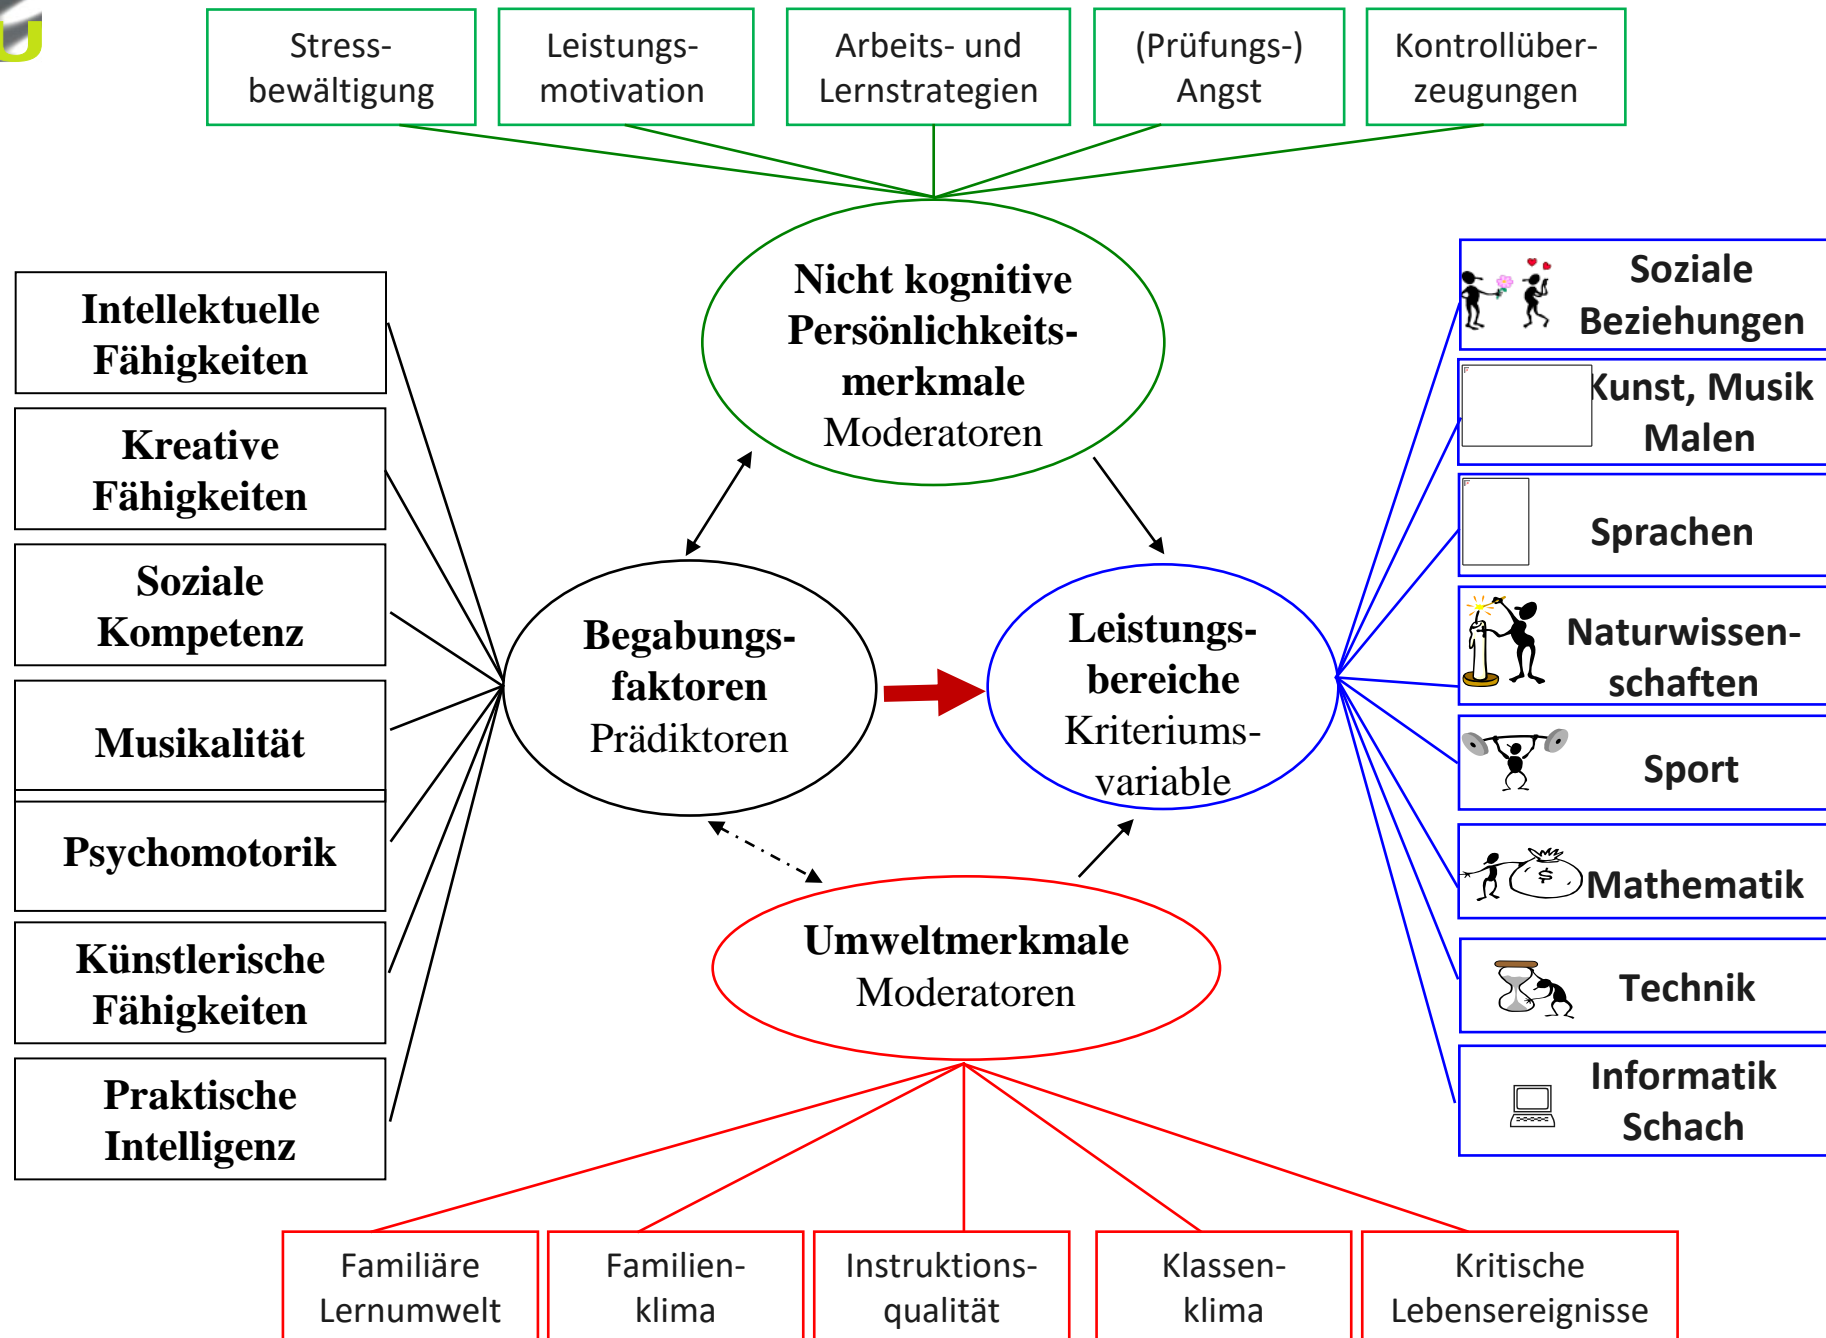 U
Stress-
bewältigung
Leistungs-
motivation
Arbeits- und
Lernstrategien
(Prüfungs-)
Angst
Kontrollüber-
zeugungen
Nicht kognitive
Persönlichkeits-
merkmale
Moderatoren
Intellektuelle
Fähigkeiten
Kreative
Fähigkeiten
Soziale
Kompetenz
Musikalität
Psychomotorik
Künstlerische
Fähigkeiten
Praktische
Intelligenz
Begabungs-
faktoren
Prädiktoren
Leistungs-
bereiche
Kriteriums-
variable
Umweltmerkmale
Moderatoren
Soziale
Beziehungen
Kunst, Musik
Malen
Sprachen
Naturwissen-
schaften
Sport
$
Mathematik
Technik
Informatik
Schach
Familiäre
Lernumwelt
Familien-
klima
Instruktions-
qualität
Klassen-
klima
Kritische
Lebensereignisse